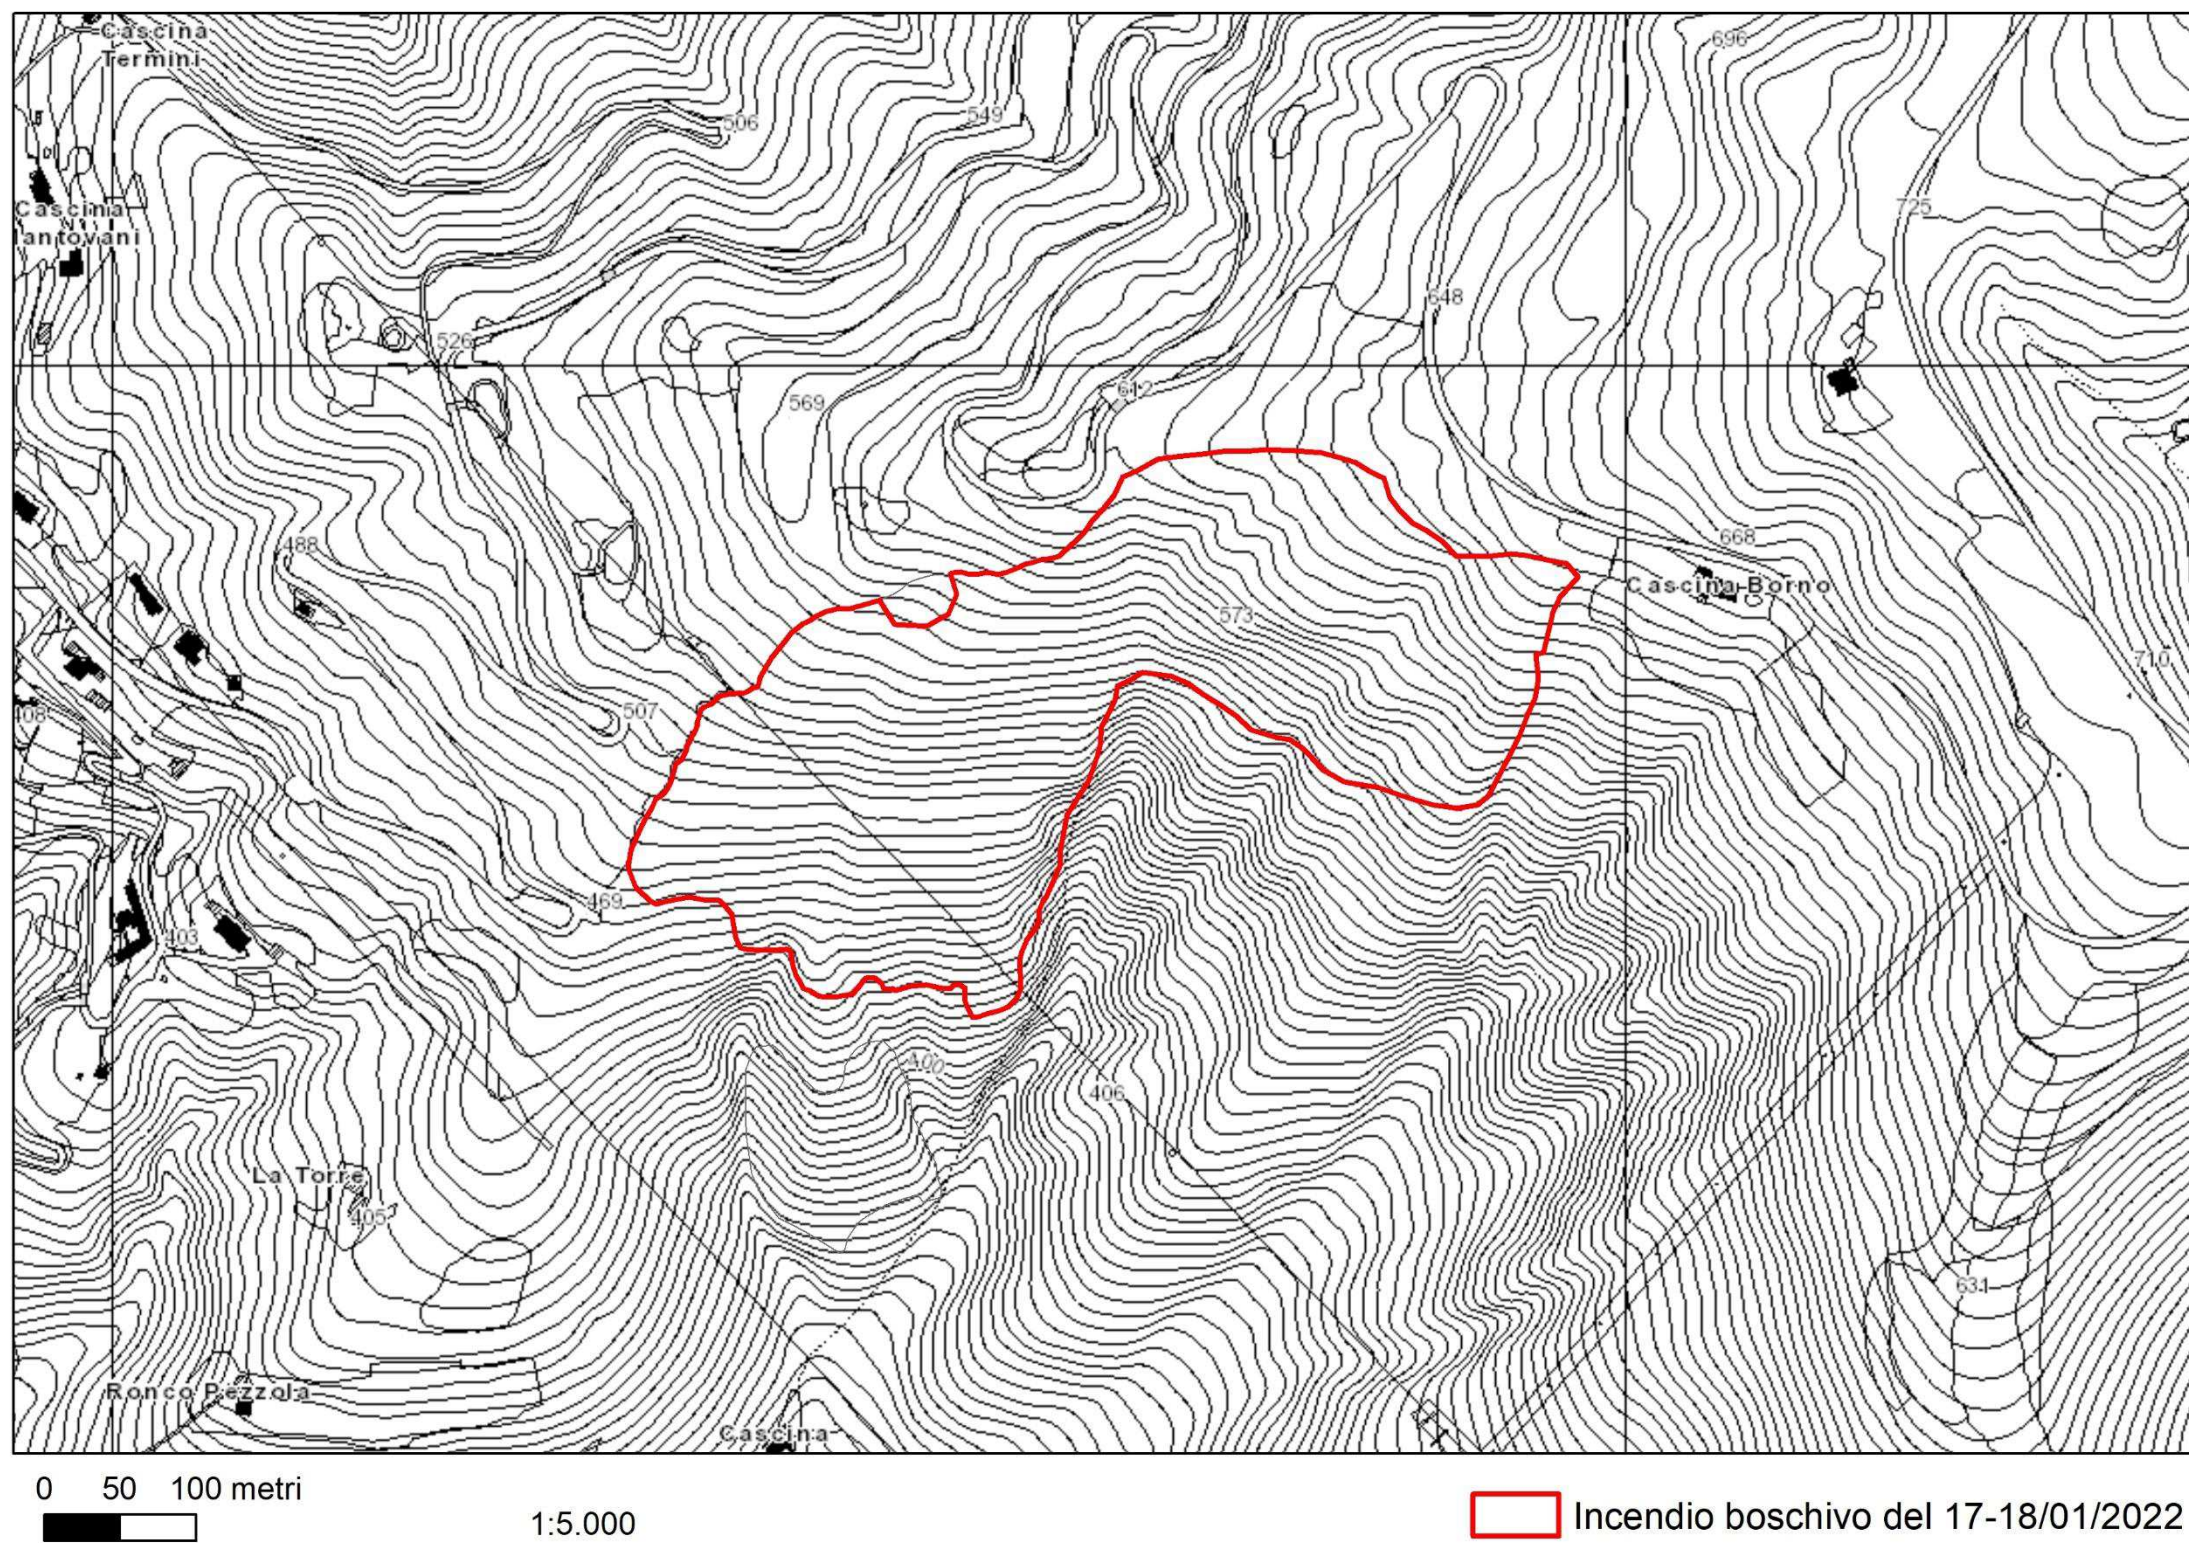 Cascina
Termini
696
506
549
Cascina
antovani
725
648
526
612
569
488
668
Cascina Borno
573
710
507
408
469
403
400
406
La Torre
405
631
Ronco Pezzola
Cascina
0 50 100 metri
1:5.000
Incendio boschivo del 17-18/01/2022